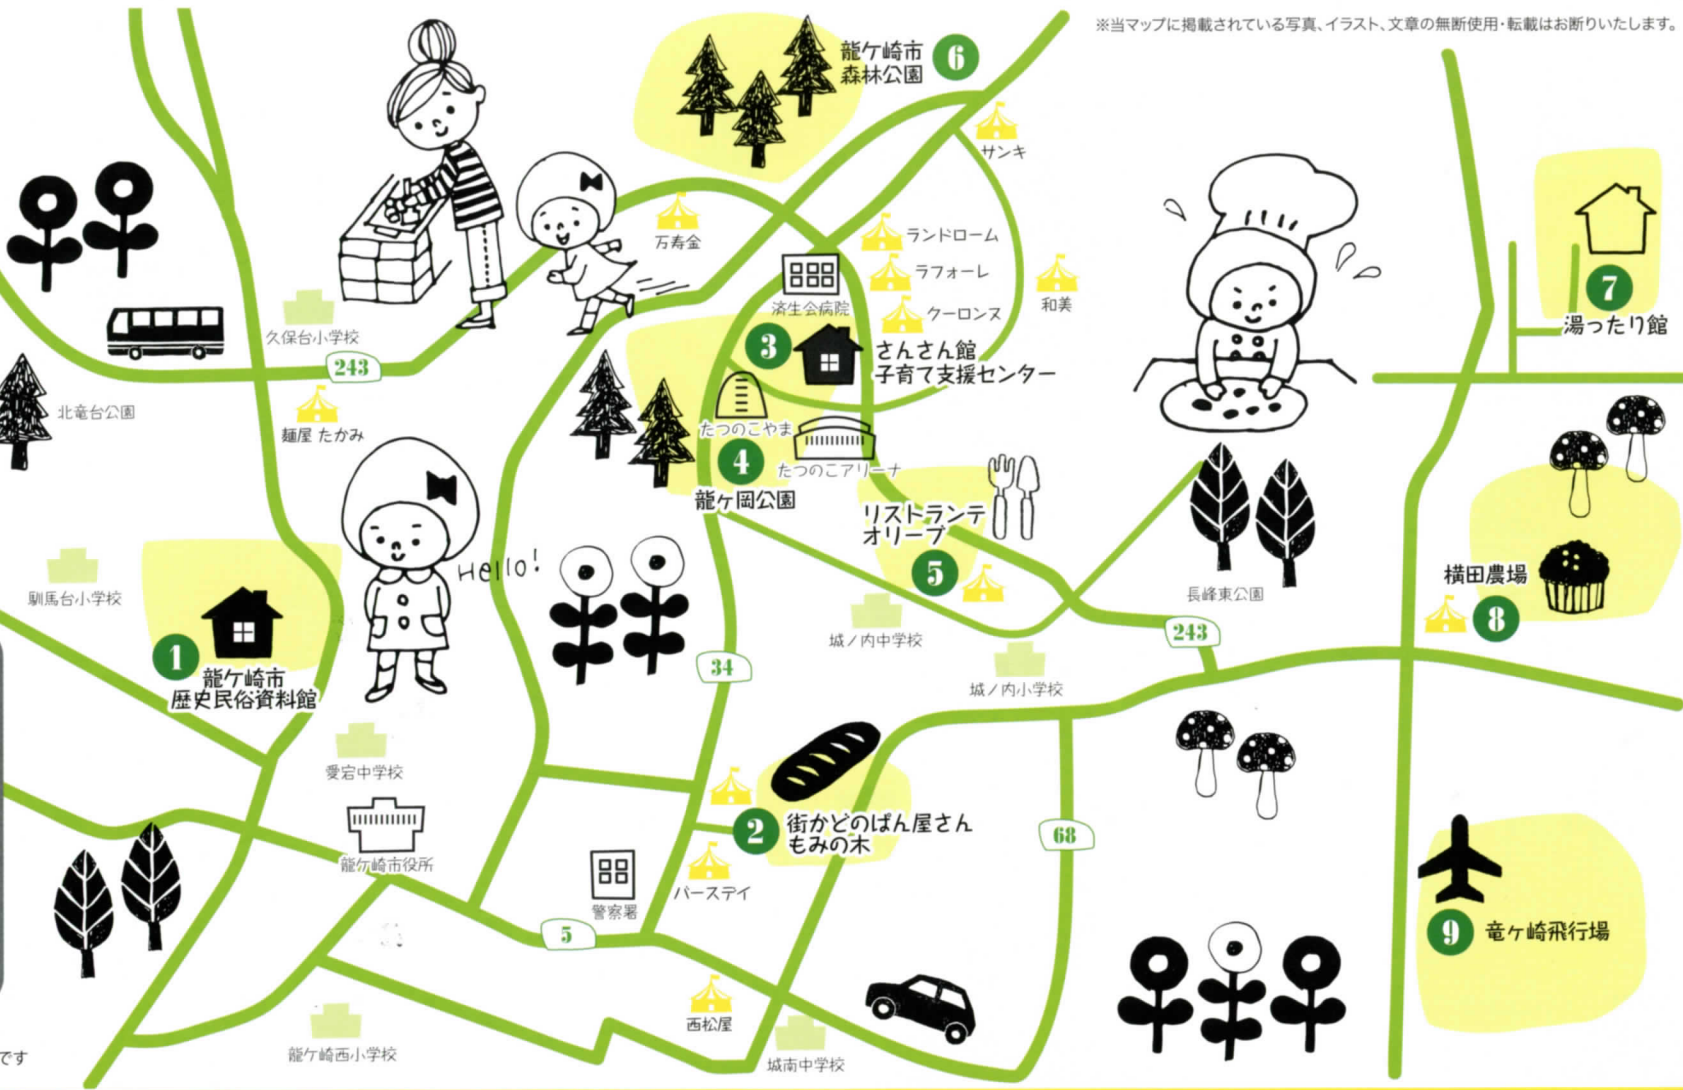 ※当マップに掲載されている写真、イラスト、文章の無断使用・転載はお断りいたします。
龍ケ崎市
森林公園
6
サンキ
万寿金
ランドローム
ラフォーレ
クーローンヌ
和美
済生会病院
久保台小学校
243
北竜台公園
麺屋 たかみ
3
さんさん館
子育て支援センター
たつのこやま
4
たつのこアリーナ
龍ヶ岡公園
7
湯ったり館
リストランテ
オリーブ
5
Hello!
馴馬台小学校
1
龍ケ崎市
歴史民俗資料館
城ノ内中学校
長峰東公園
横田農場
8
243
34
城ノ内小学校
愛宕中学校
龍ケ崎市役所
2
街かどのぱん屋さん
もみの木
68
バースデイ
警察署
5
9
竜ヶ崎飛行場
西松屋
龍ケ崎西小学校
城南中学校
です